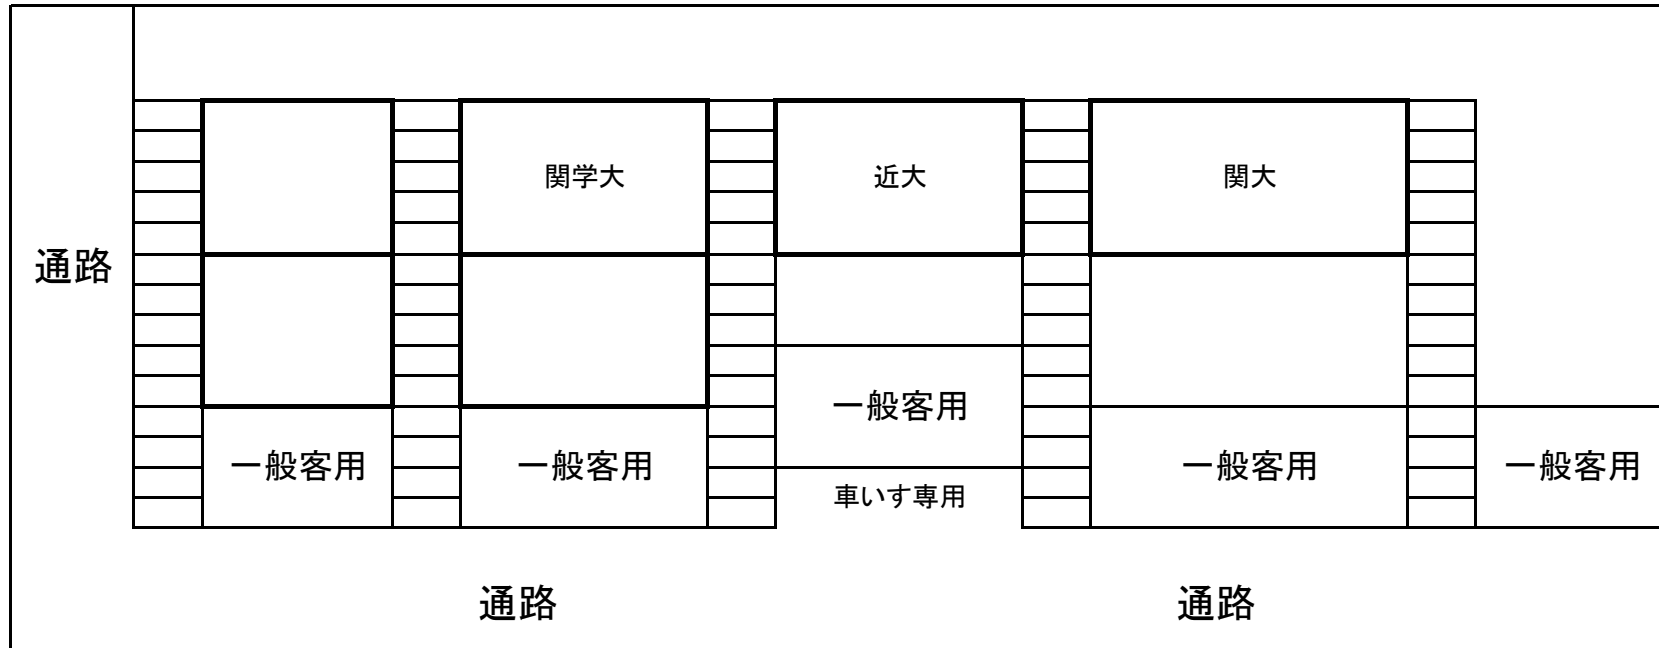 関学大
近大
関大
通路
一般客用
一般客用
一般客用
一般客用
一般客用
車いす専用
通路
通路